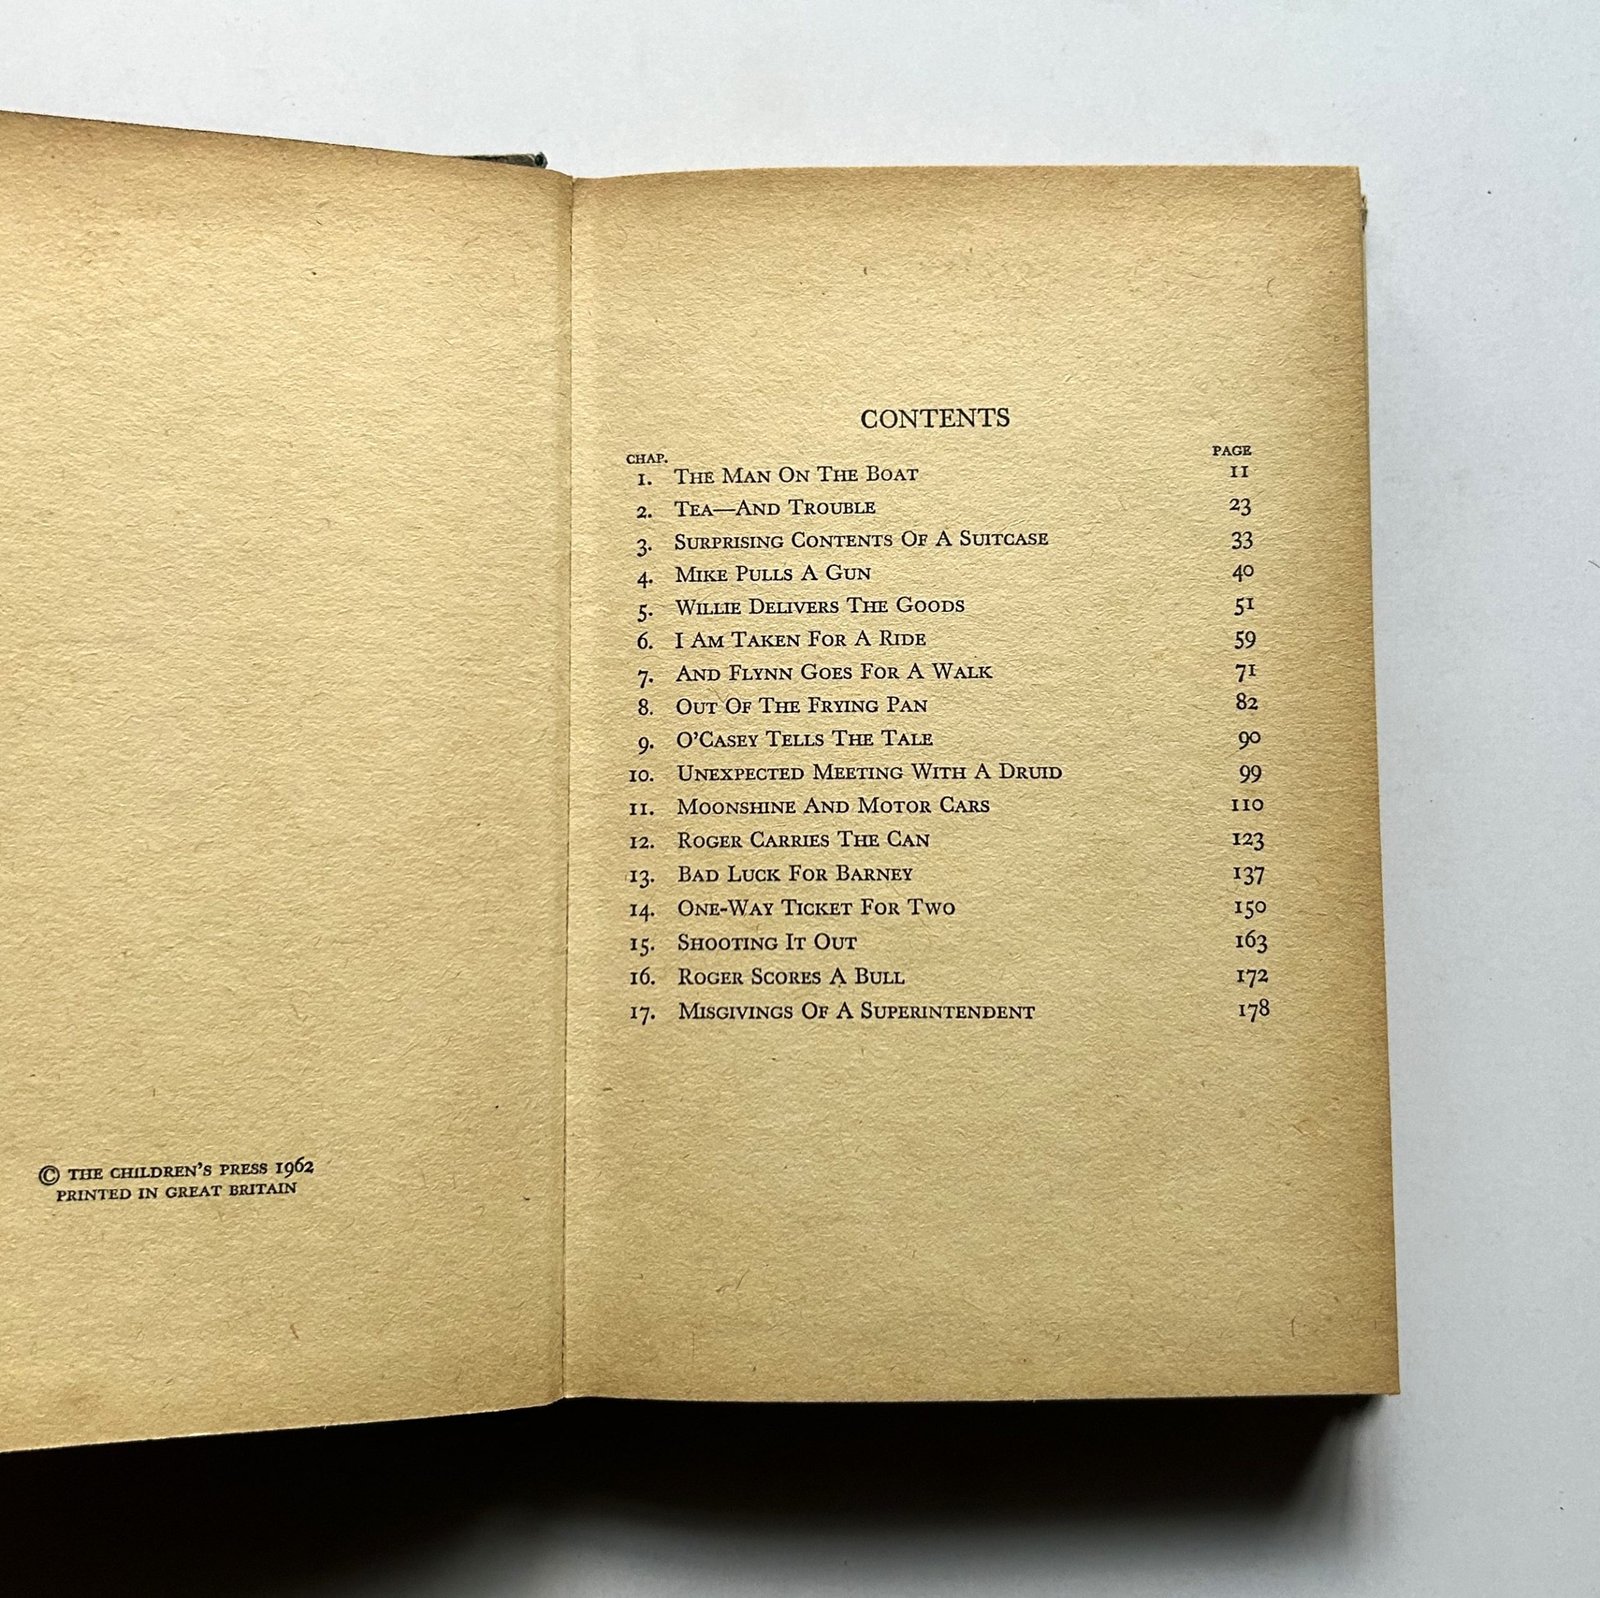 © THE CHILDREN'S PRESS 1962
PRINTED IN GREAT BRITAIN
CONTENTS
CHAP. PAGE
1. THE MAN ON THE BOAT 11
2. TEA—AND TROUBLE 23
3. SURPRISING CONTENTS OF A SUITCASE 33
4. MIKE PULLS A GUN 40
5. WILLIE DELIVERS THE GOODS 51
6. I AM TAKEN FOR A RIDE 59
7. AND FLYNN GOES FOR A WALK 71
8. OUT OF THE FRYING PAN 82
9. O'CASEY TELLS THE TALE 90
10. UNEXPECTED MEETING WITH A DRUID 99
11. MOONSHINE AND MOTOR CARS 110
12. ROGER CARRIES THE CAN 123
13. BAD LUCK FOR BARNEY 137
14. ONE-WAY TICKET FOR TWO 150
15. SHOOTING IT OUT 163
16. ROGER SCORES A BULL 172
17. MISGIVINGS OF A SUPERINTENDENT 178